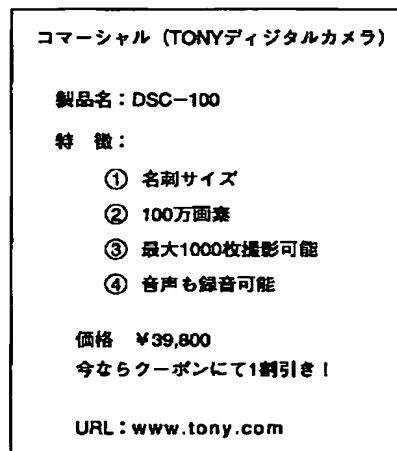 コマーシャル（TONYディジタルカメラ）
製品名：DSC−100
特　徴：
① 名刺サイズ
② 100万画素
③ 最大1000枚撮影可能
④ 音声も録音可能
価格　¥39,800
今ならクーポンにて1割引き！
URL：www.tony.com